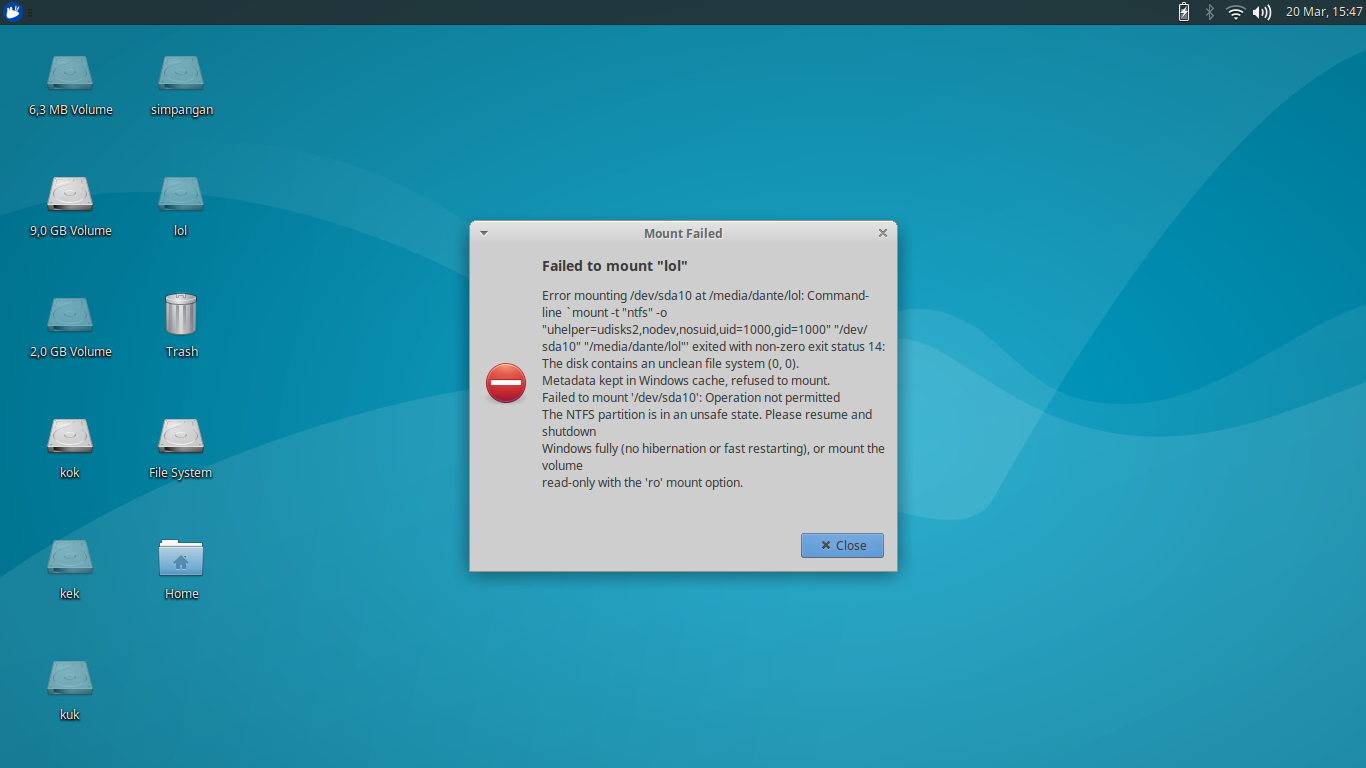 20 Mar, 15:47
6,3 MB Volume
simpangan
9,0 GB Volume
lol
2,0 GB Volume
Trash
kok
File System
kek
Home
kuk
Mount Failed
Failed to mount "lol"
Error mounting /dev/sda10 at /media/dante/lol: Command-
line `mount -t "ntfs" -o
"uhelper=udisks2,nodev,nosuid,uid=1000,gid=1000" "/dev/
sda10" "/media/dante/lol"' exited with non-zero exit status 14:
The disk contains an unclean file system (0, 0).
Metadata kept in Windows cache, refused to mount.
Failed to mount '/dev/sda10': Operation not permitted
The NTFS partition is in an unsafe state. Please resume and
shutdown
Windows fully (no hibernation or fast restarting), or mount the
volume
read-only with the 'ro' mount option.
Close